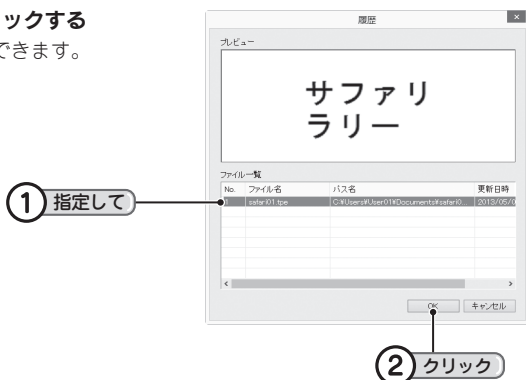 ックする
できます。
履歴
プレビュー
サファリ
ラリー
ファイル一覧
No. ファイル名 パス名 更新日時
safari01.tpe C:¥Users¥User01¥Documents¥safari0... 2013/05/0
① 指定して
OK キャンセル
② クリック